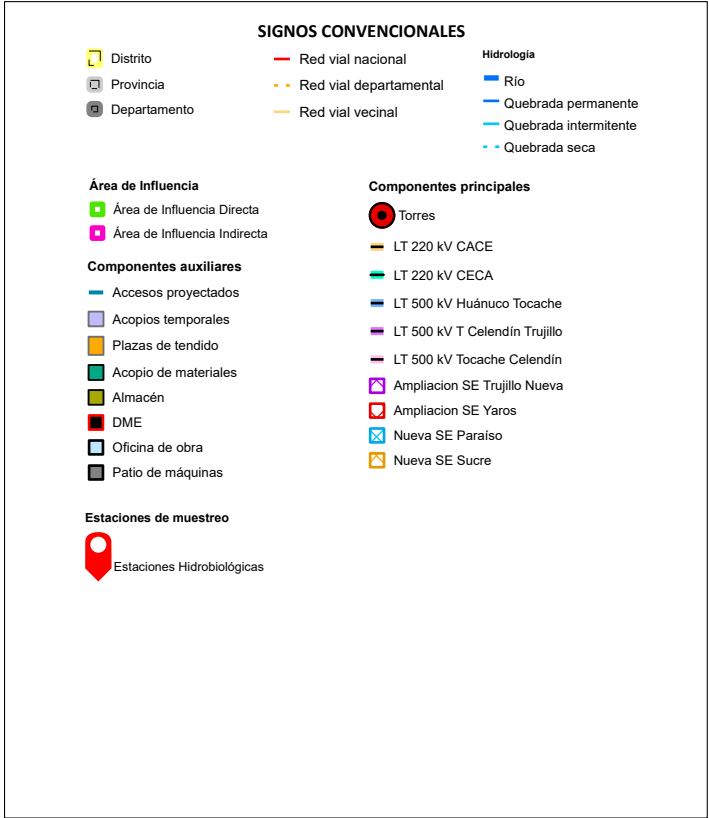 SIGNOS CONVENCIONALES
Distrito
Provincia
Departamento
Red vial nacional
Red vial departamental
Red vial vecinal
Hidrología
Río
Quebrada permanente
Quebrada intermitente
Quebrada seca
Área de Influencia
Área de Influencia Directa
Área de Influencia Indirecta
Componentes auxiliares
Accesos proyectados
Acopios temporales
Plazas de tendido
Acopio de materiales
Almacén
DME
Oficina de obra
Patio de máquinas
Componentes principales
Torres
LT 220 kV CACE
LT 220 kV CECA
LT 500 kV Huánuco Tocache
LT 500 kV T Celendín Trujillo
LT 500 kV Tocache Celendín
Ampliacion SE Trujillo Nueva
Ampliacion SE Yaros
Nueva SE Paraíso
Nueva SE Sucre
Estaciones de muestreo
Estaciones Hidrobiológicas